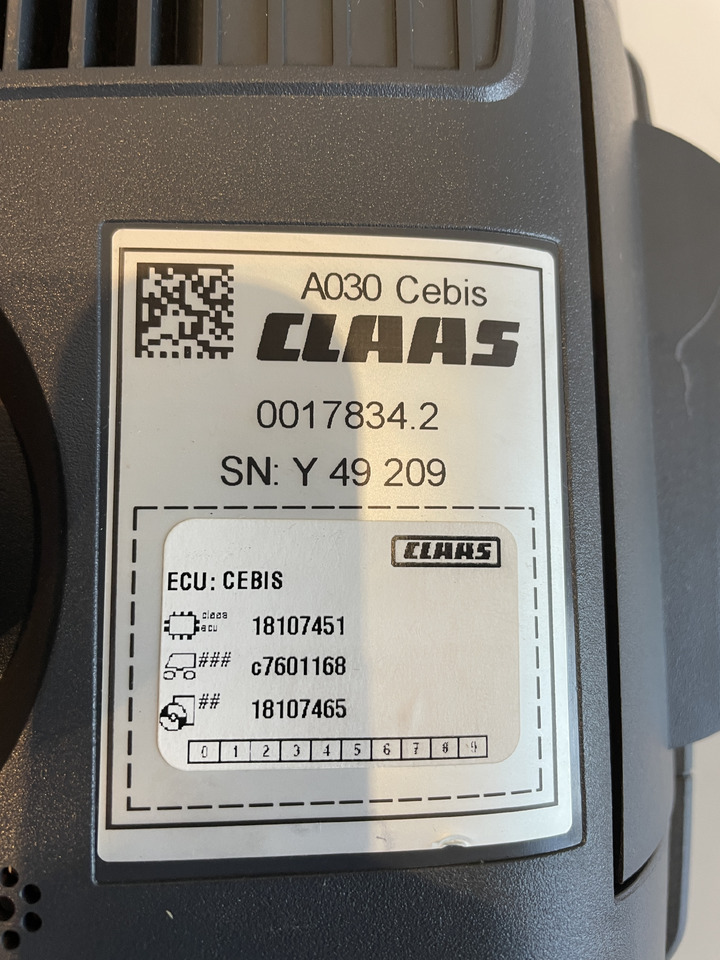 A030 Cebis
CLAAS
0017834.2
SN: Y 49 209
CLAAS
ECU: CEBIS
claas
ecu
18107451
### c7601168
## 18107465
0 1 2 3 4 5 6 7 8 9